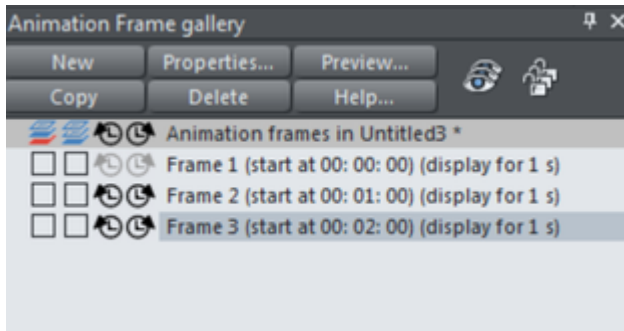 Animation Frame gallery
New Properties... Preview...
Copy Delete Help...
Animation frames in Untitled3 *
Frame 1 (start at 00: 00: 00) (display for 1 s)
Frame 2 (start at 00: 01: 00) (display for 1 s)
Frame 3 (start at 00: 02: 00) (display for 1 s)